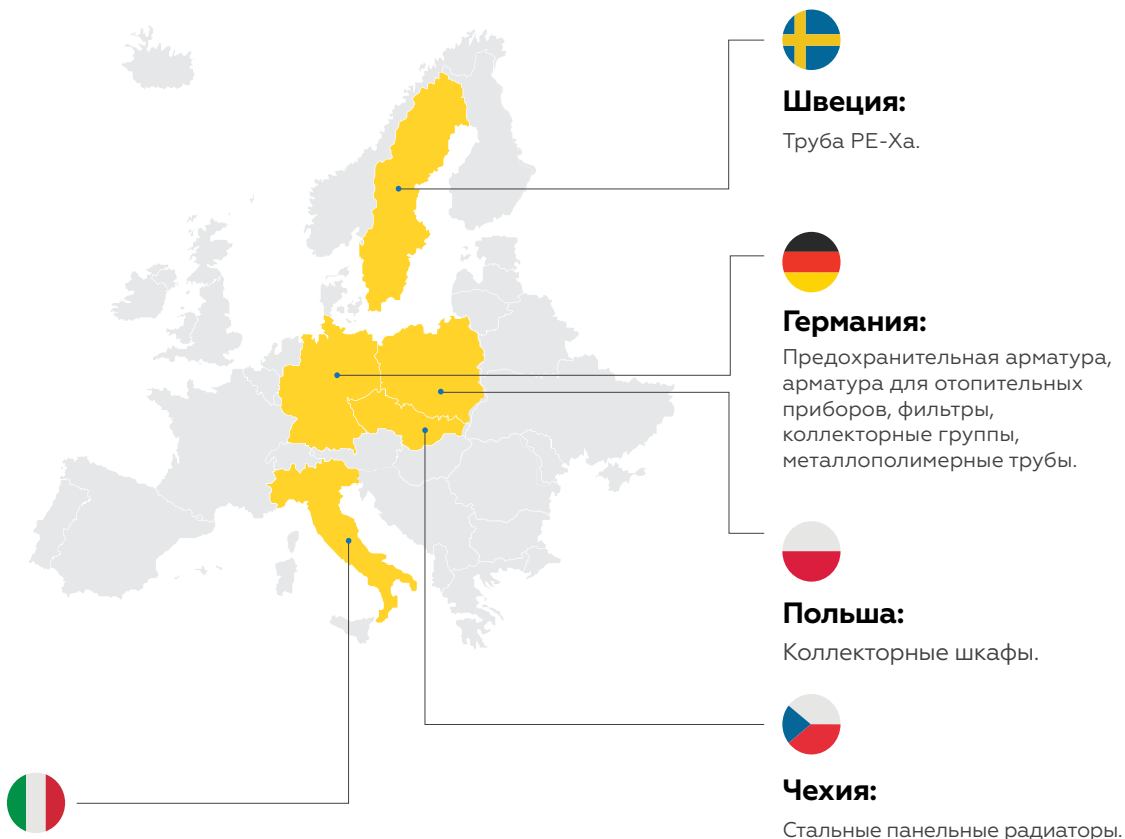 Швеция:
Труба PE-Xa.
Германия:
Предохранительная арматура,
арматура для отопительных
приборов, фильтры,
коллекторные группы,
металлополимерные трубы.
Польша:
Коллекторные шкафы.
Чехия:
Стальные панельные радиаторы.